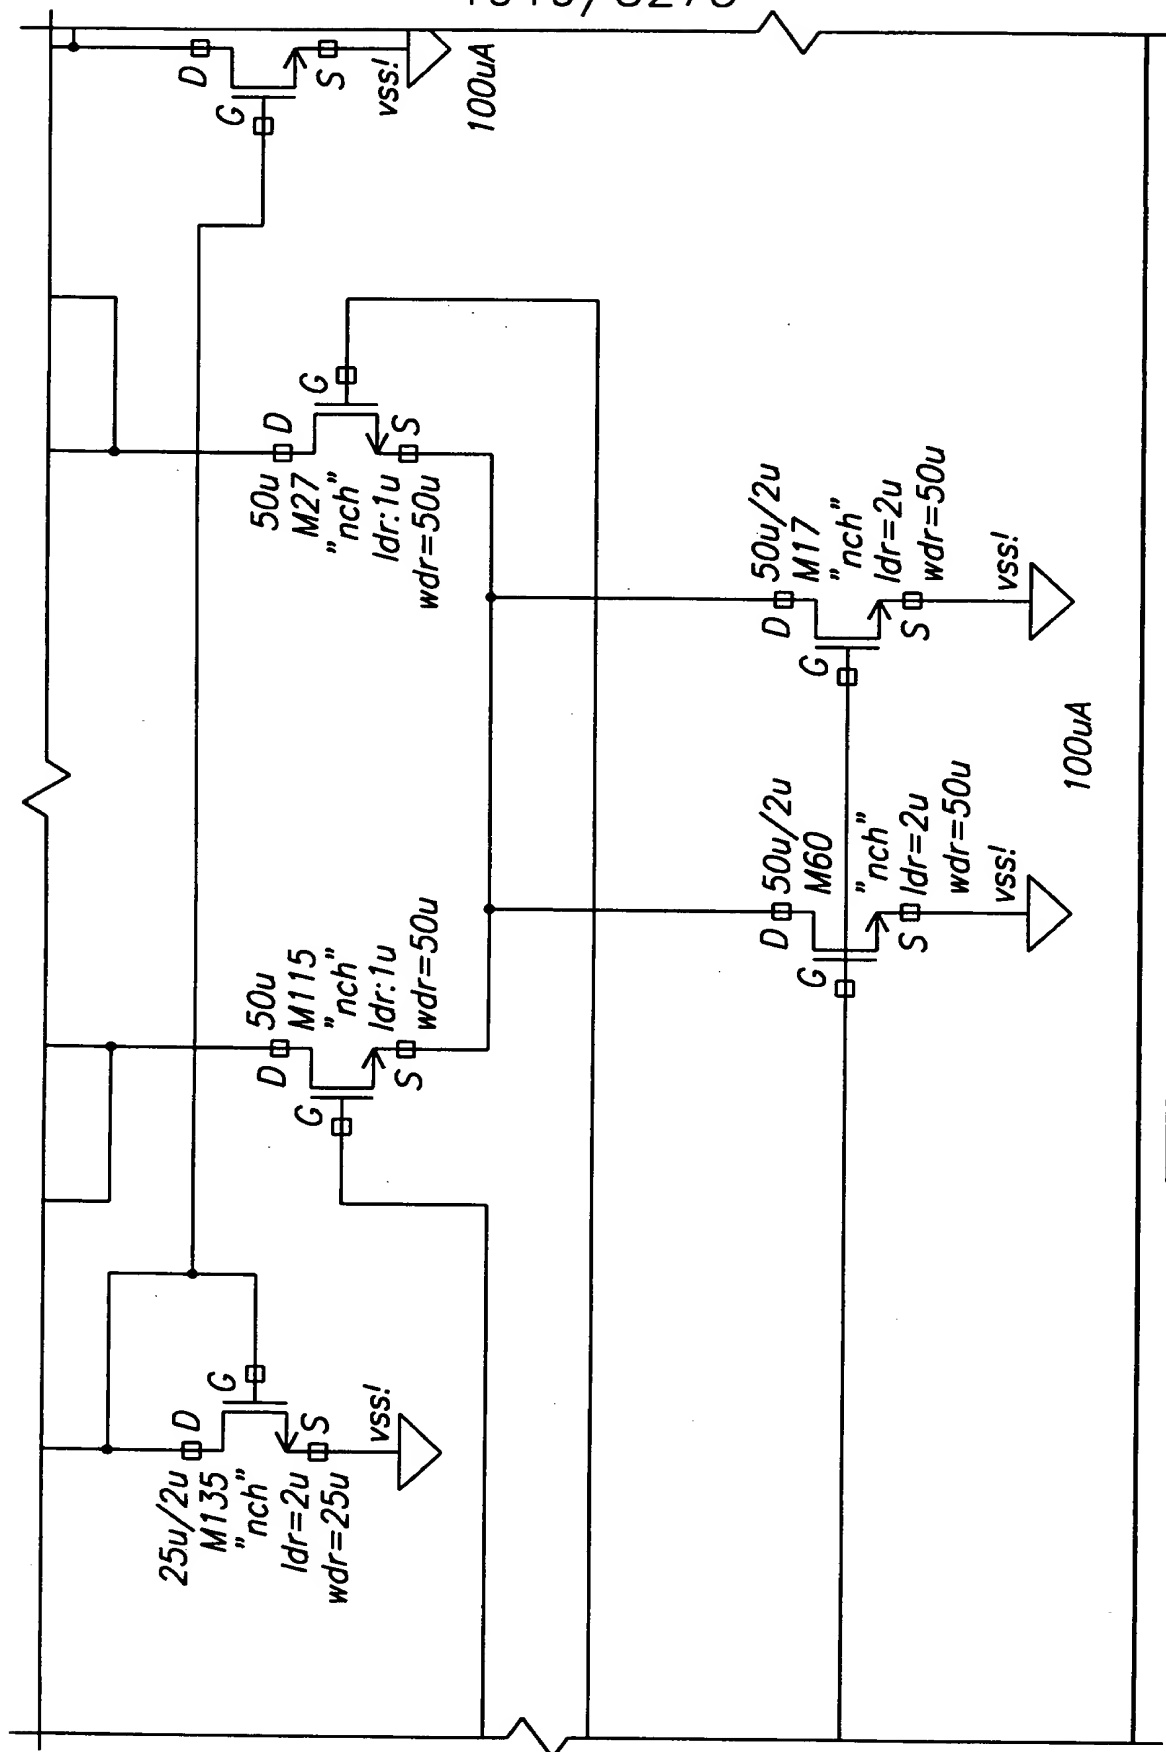 D
G
S
vss!
100uA
50u
M27
"nch"
ldr:1u
wdr=50u
D
G
S
50u/2u
M17
"nch"
ldr=2u
wdr=50u
D
G
S
vss!
50u/2u
M60
"nch"
ldr=2u
wdr=50u
D
G
S
vss!
100uA
50u
M115
"nch"
ldr:1u
wdr=50u
D
G
S
25u/2u
M135
"nch"
ldr=2u
wdr=25u
D
G
S
vss!